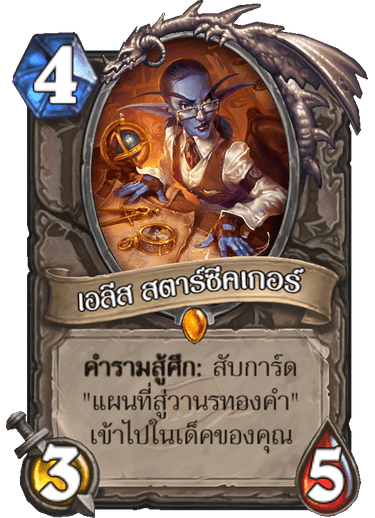 4
เอลีส สตาร์ซีคเกอร์
คำรามสู้ศึก: สับการ์ด
"แผนที่สู่วานรทองคำ"
เข้าไปในเด็คของคุณ
3
5